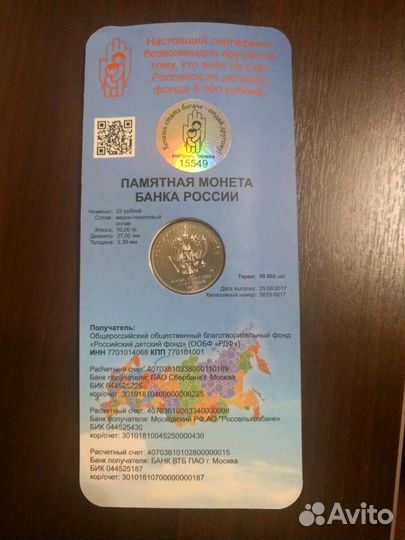 Настоящий сертификат
безвозмездно вручается
тому, кто внёс на счёт
Российского детского
фонда 5 000 рублей.
Хочешь стать богаче - отдай другому!
15549
ПАМЯТНАЯ МОНЕТА
БАНКА РОССИИ
Номинал: 25 рублей
Сплав: медно-никелевый
сплав
Масса: 10,00 гр.
Диаметр: 27,00 мм.
Толщина: 2,30 мм.
Тираж: 50 000 шт.
Дата выпуска: 29.09.2017
Каталожный номер: 5015-0017
Получатель:
Общероссийский общественный благотворительный фонд
«Российский детский фонд» (ООБФ «РДФ»)
ИНН 7701014068 КПП 770101001
Расчетный счет: 40703810338000110189
Банк получателя: ПАО Сбербанк г. Москва
БИК 044525225
кор/счет: 30101810400000000225
Расчетный счет: 40703810263340000008
Банк получателя: Московский РФ АО «Россельхозбанк»
БИК 044525430
кор/счет: 30101810045250000430
Расчетный счет: 40703810102800000015
Банк получателя: БАНК ВТБ ПАО г. Москва
БИК 044525187
кор/счет: 30101810700000000187
Avito